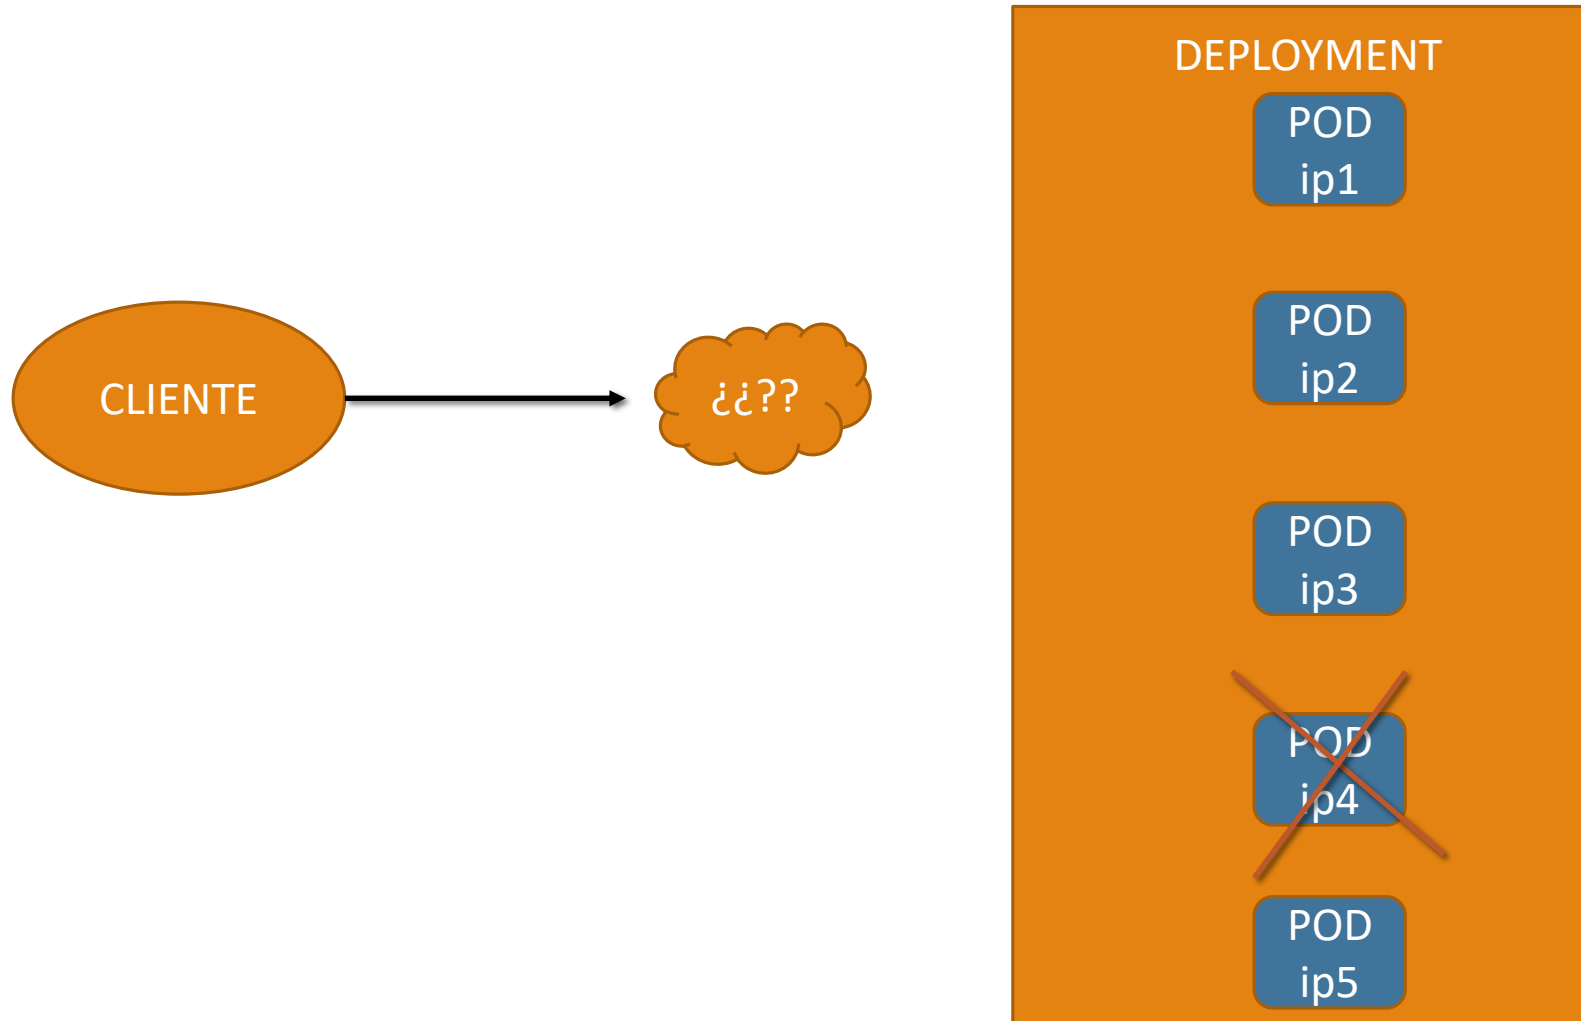 DEPLOYMENT
POD
ip1
POD
ip2
CLIENTE
¿¿??
POD
ip3
POD
ip4
POD
ip5